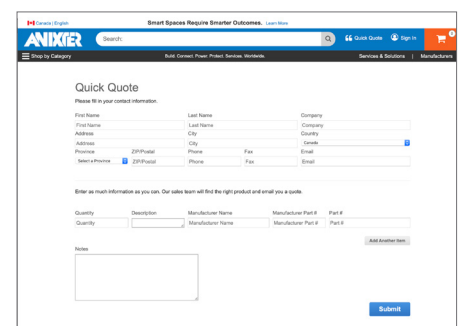 Canada | English
Smart Spaces Require Smarter Outcomes. Learn More
ANIXTER
Search:
Quick Quote
Sign In
0
Shop by Category
Build. Connect. Power. Protect. Services. Worldwide.
Services & Solutions | Manufacturers
Quick Quote
Please fill in your contact information.
First Name Last Name Company
First Name Last Name Company
Address City Country
Address City Canada
Province ZIP/Postal Phone Fax Email
Select a Province ZIP/Postal Phone Fax Email
Enter as much information as you can. Our sales team will find the right product and email you a quote.
Quantity Description Manufacturer Name Manufacturer Part # Part #
Quantity Manufacturer Name Manufacturer Part # Part #
Add Another Item
Notes
Submit